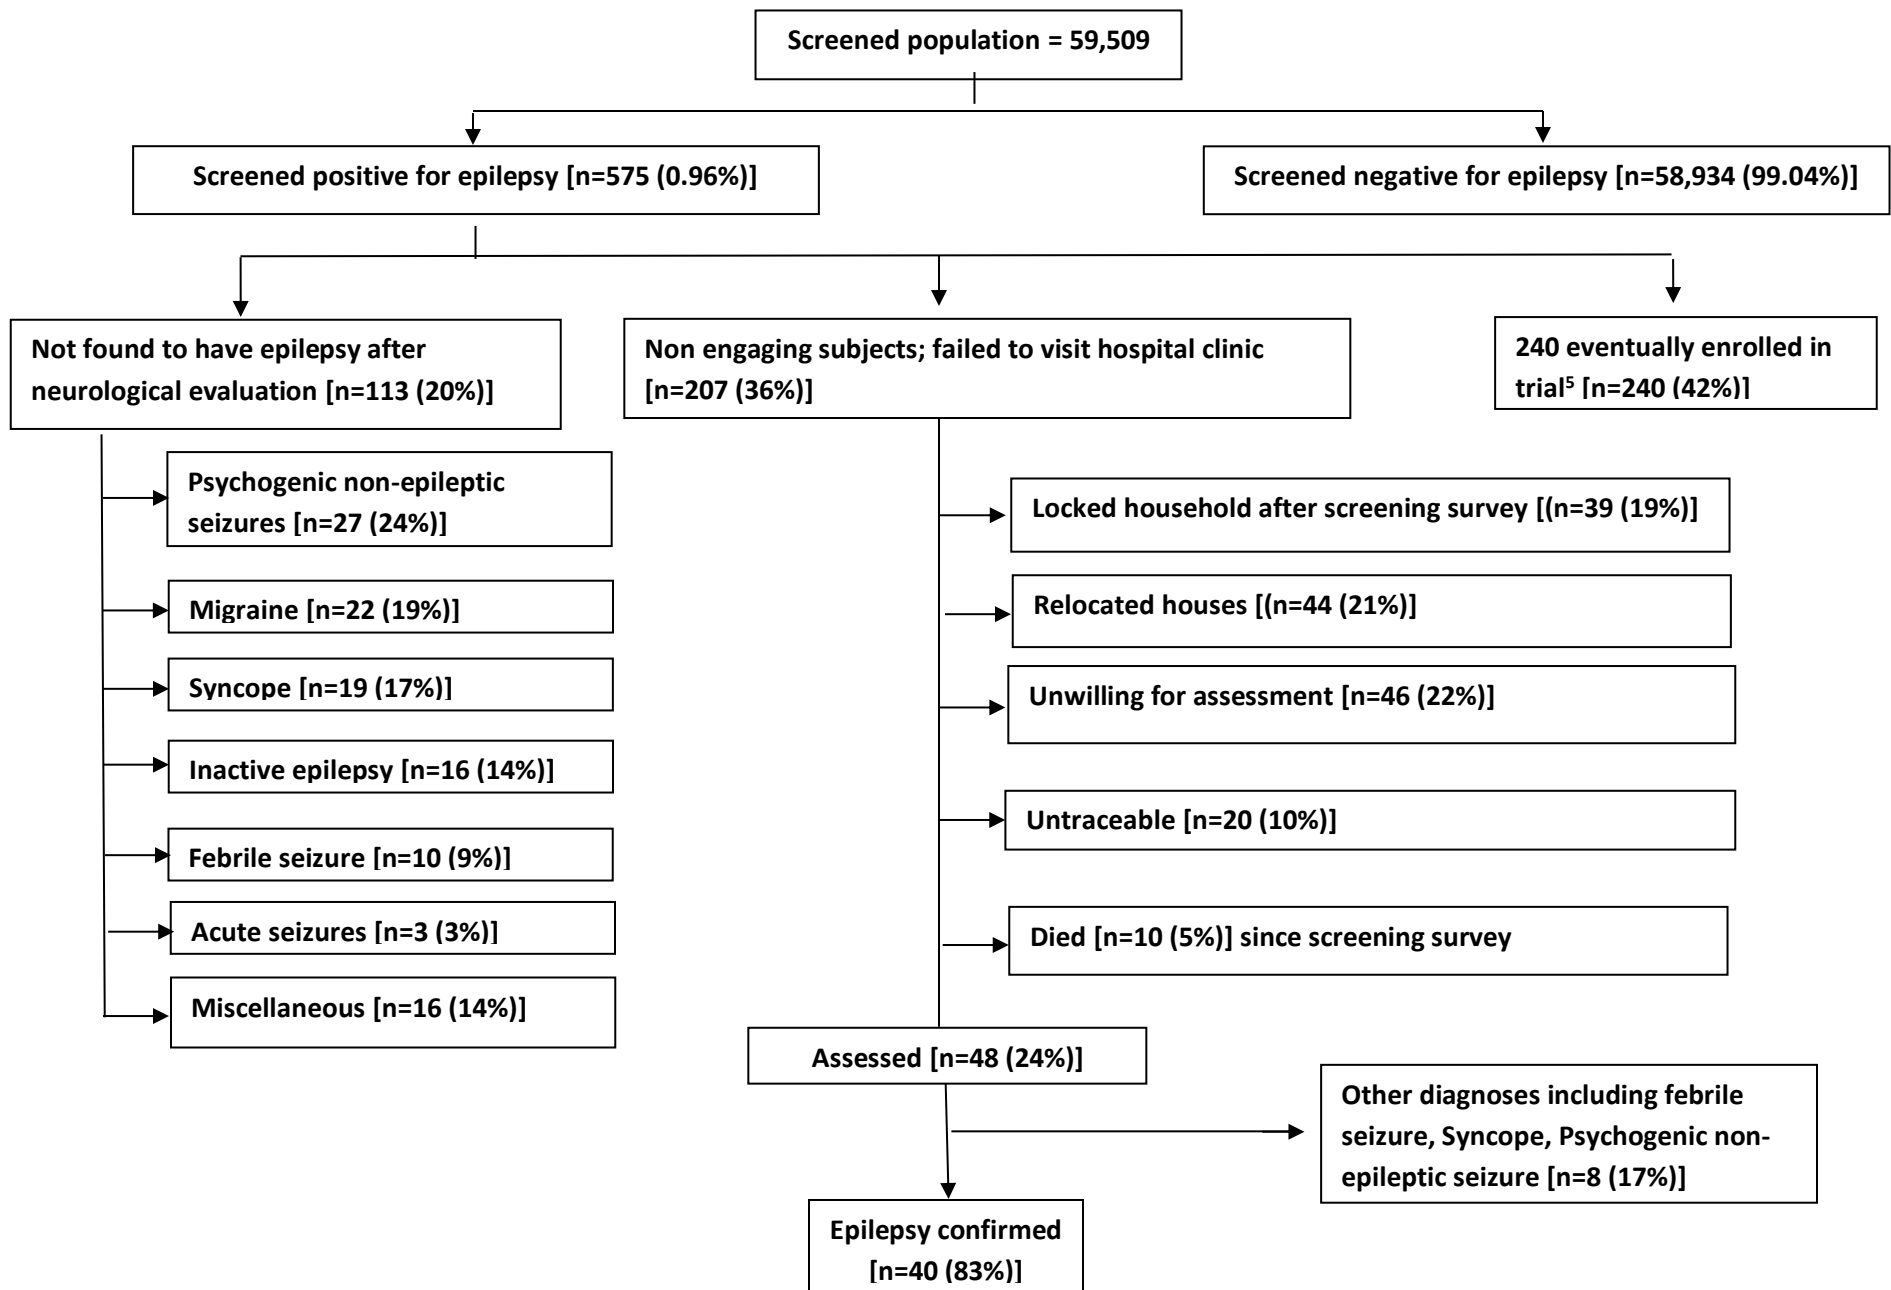 Screened population = 59,509
Screened positive for epilepsy [n=575 (0.96%)]
Screened negative for epilepsy [n=58,934 (99.04%)]
Not found to have epilepsy after
neurological evaluation [n=113 (20%)]
Non engaging subjects; failed to visit hospital clinic
[n=207 (36%)]
240 eventually enrolled in
trial⁵ [n=240 (42%)]
Psychogenic non-epileptic
seizures [n=27 (24%)]
Migraine [n=22 (19%)]
Syncope [n=19 (17%)]
Inactive epilepsy [n=16 (14%)]
Febrile seizure [n=10 (9%)]
Acute seizures [n=3 (3%)]
Miscellaneous [n=16 (14%)]
Locked household after screening survey [(n=39 (19%)]
Relocated houses [(n=44 (21%)]
Unwilling for assessment [n=46 (22%)]
Untraceable [n=20 (10%)]
Died [n=10 (5%)] since screening survey
Assessed [n=48 (24%)]
Other diagnoses including febrile
seizure, Syncope, Psychogenic non-
epileptic seizure [n=8 (17%)]
Epilepsy confirmed
[n=40 (83%)]